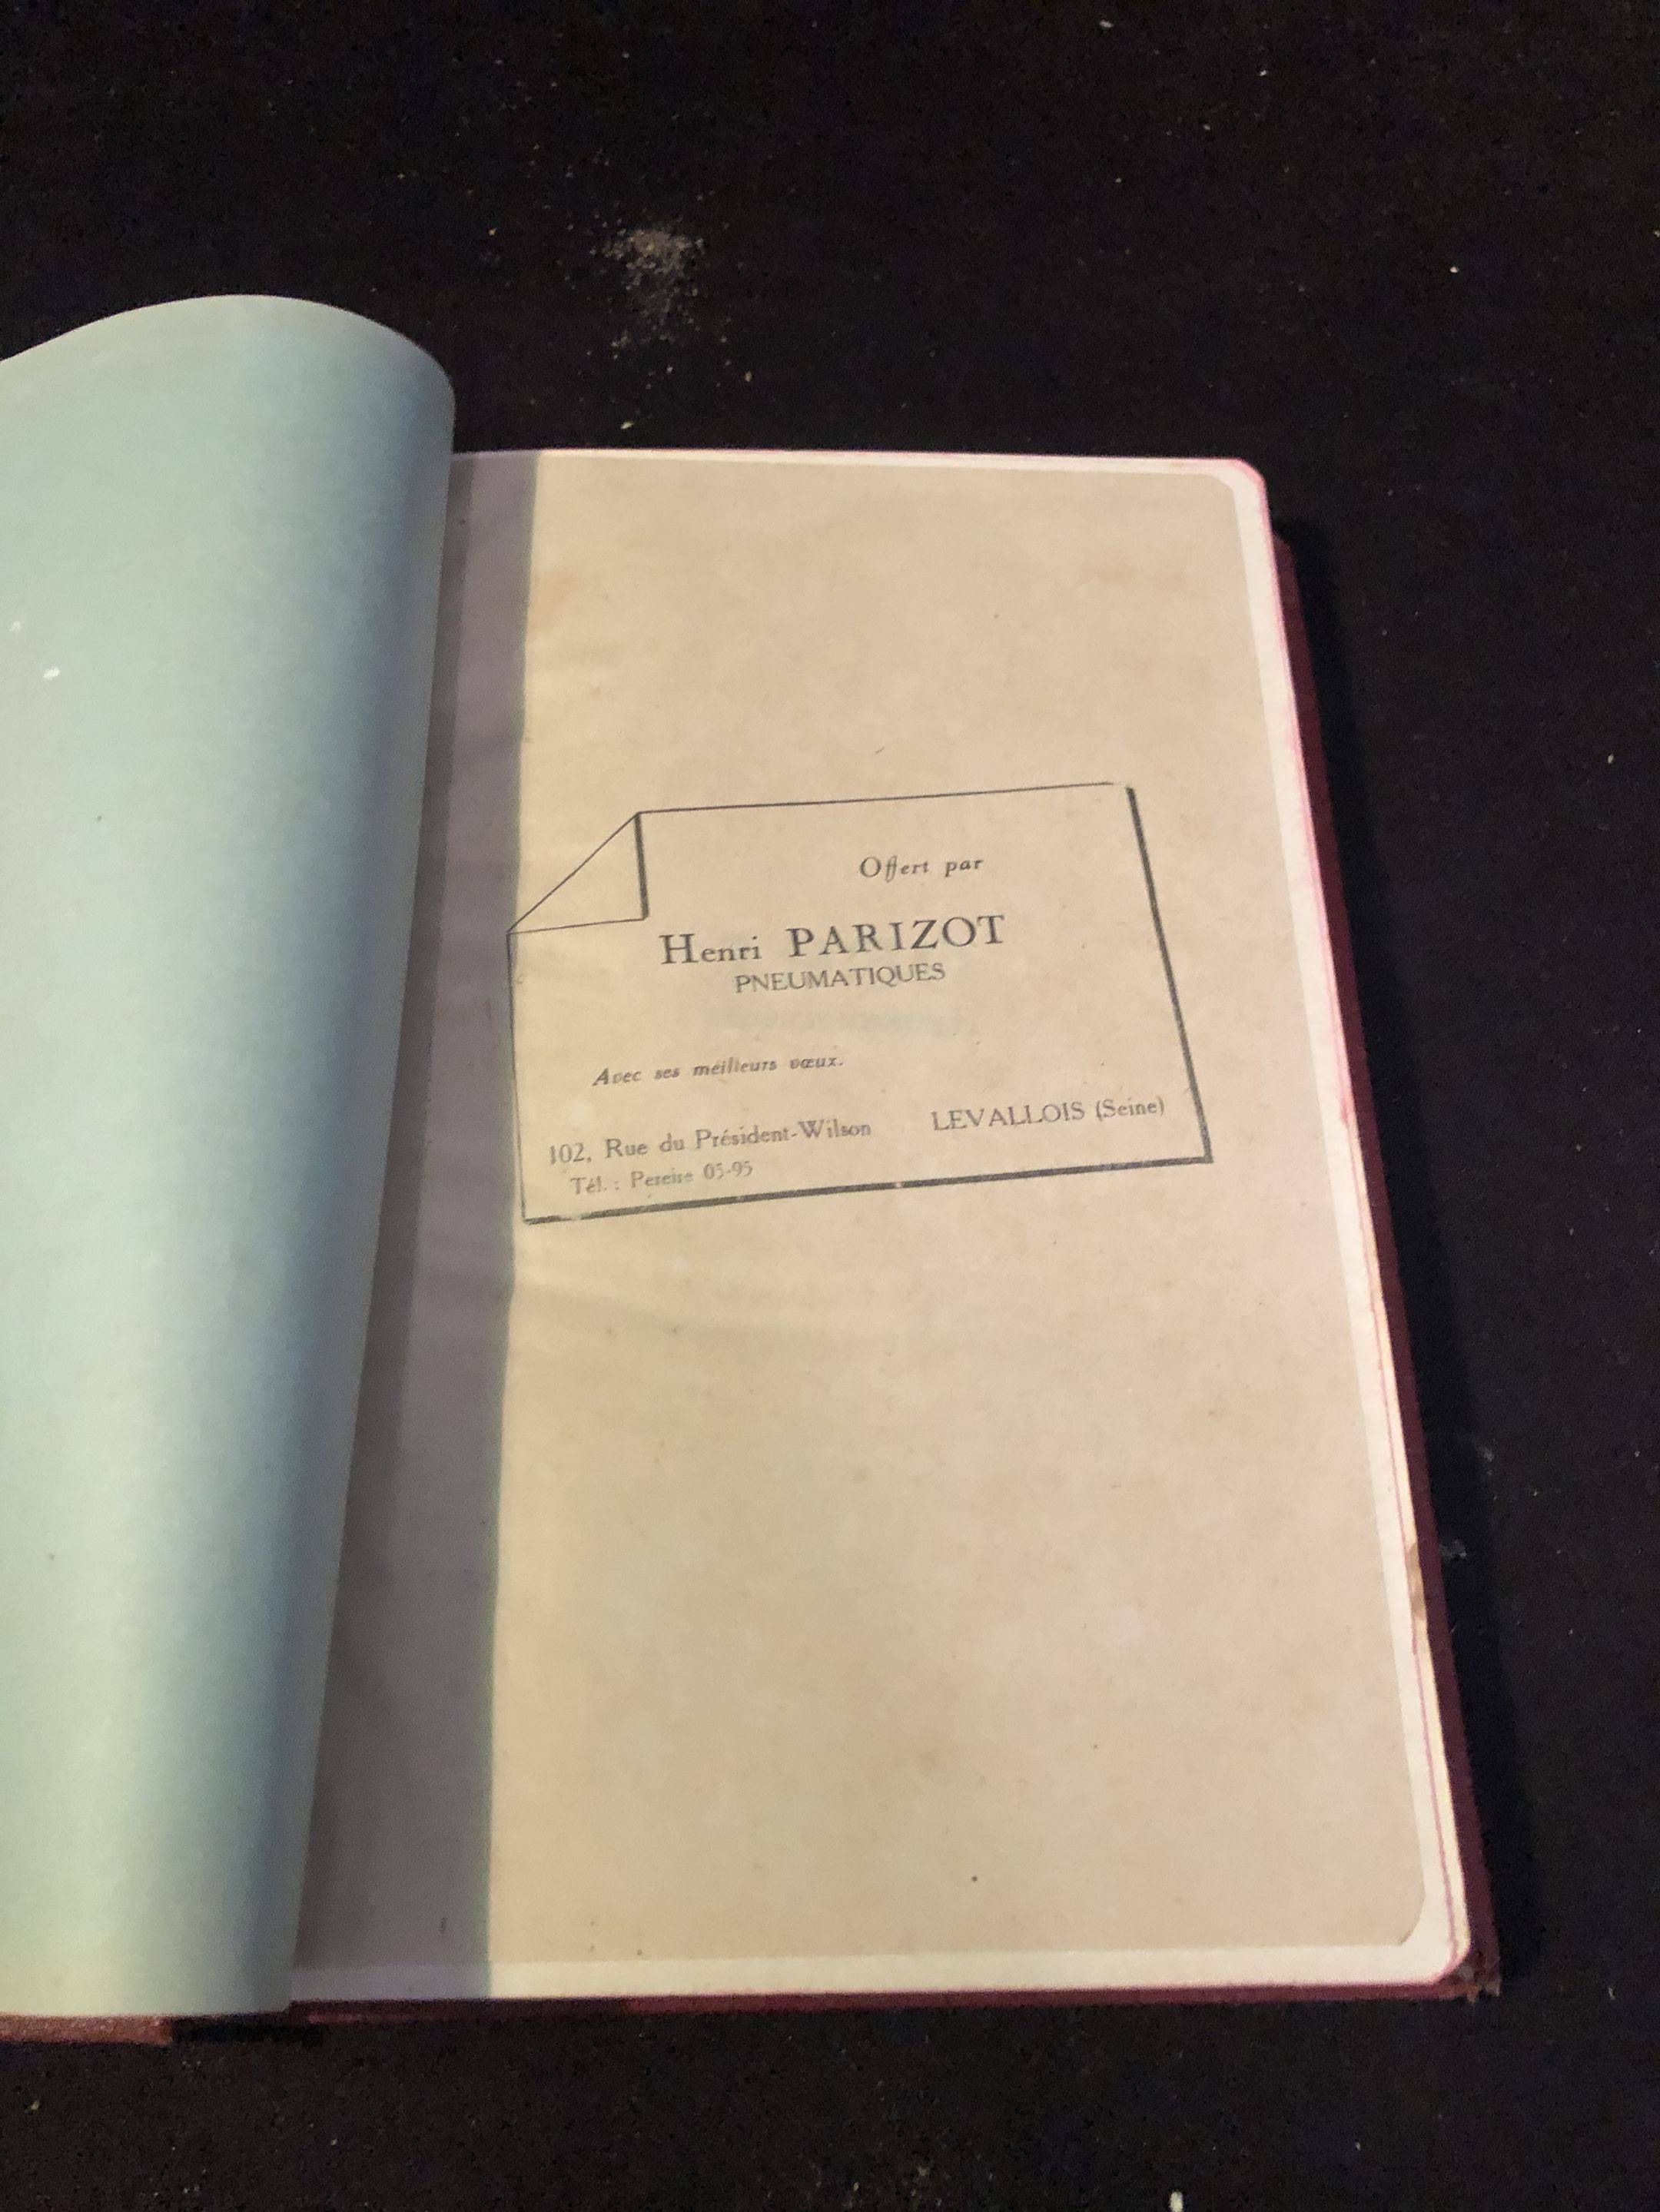 Offert par
Henri PARIZOT
PNEUMATIQUES
Avec ses meilleurs vœux.
102, Rue du Président-Wilson LEVALLOIS (Seine)
Tél. : Pereire 05-95